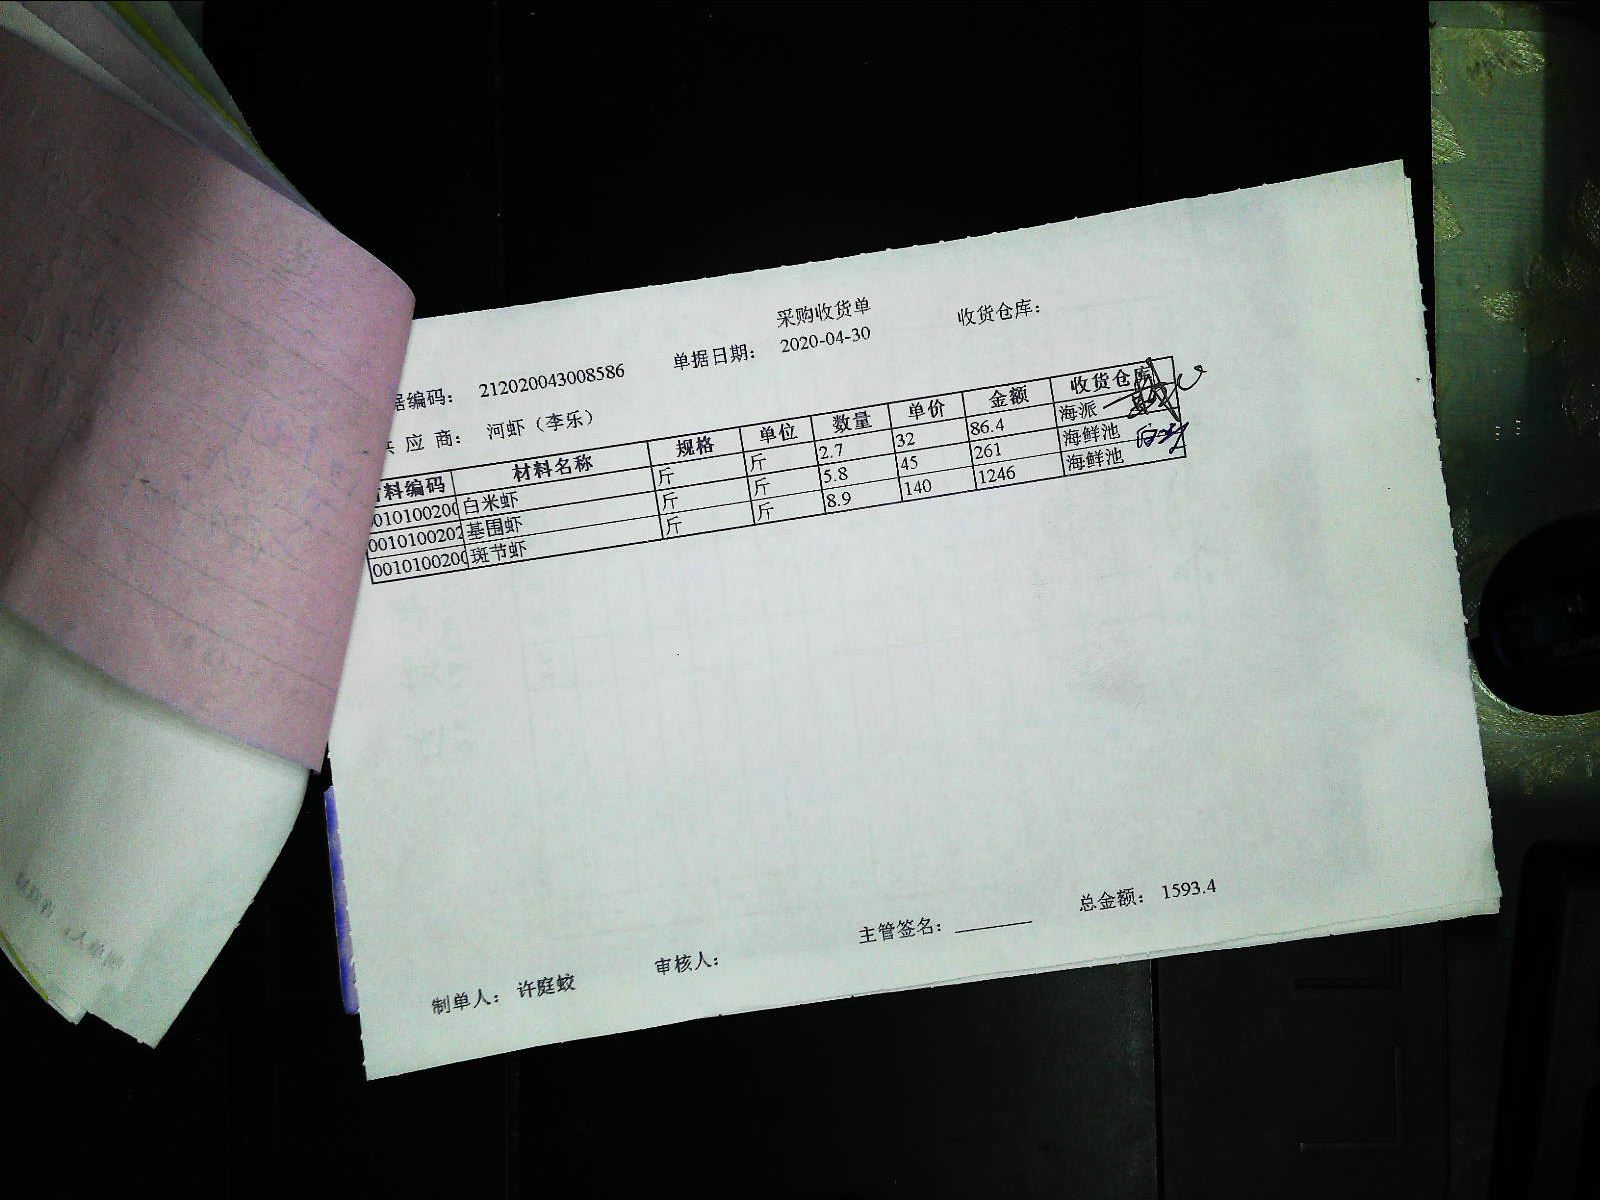 采购收货单
据编码： 212020043008586 单据日期： 2020-04-30 收货仓库：
应 商： 河虾（李乐）
料编码 材料名称 规格 单位 数量 单价 金额 收货仓库
0010100200 白米虾 斤 斤 2.7 32 86.4 海派
0010100202 基围虾 斤 斤 5.8 45 261 海鲜池
0010100200 斑节虾 斤 斤 8.9 140 1246 海鲜池
总金额： 1593.4
制单人： 许庭蛟 审核人： 主管签名：